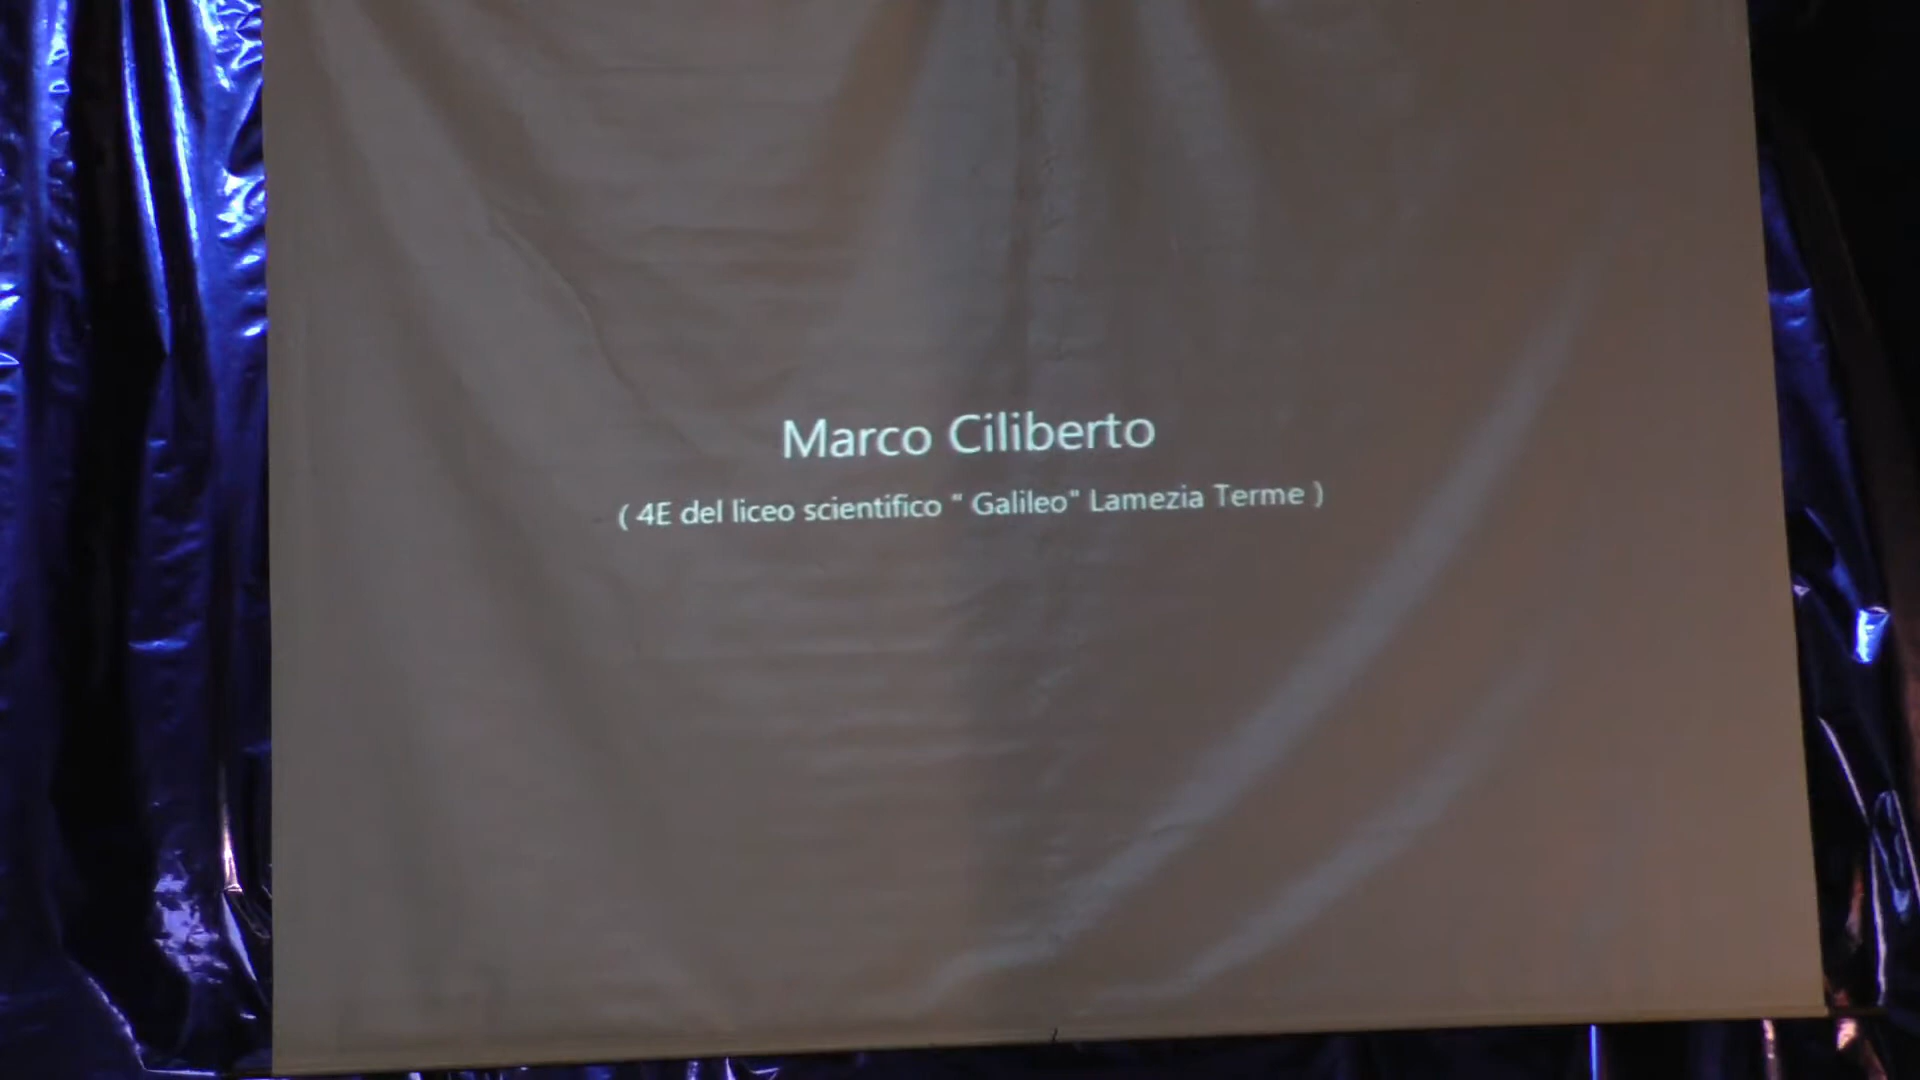 Marco Ciliberto
( 4E del liceo scientifico " Galileo" Lamezia Terme )